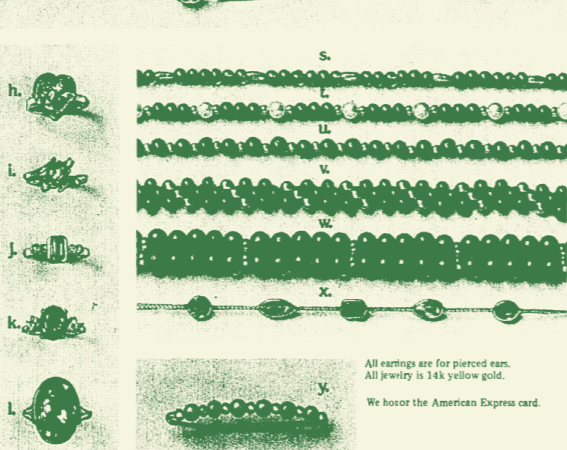 s.
h.
t.
u.
i.
v.
w.
j.
x.
k.
All earrings are for pierced ears.
All jewelry is 14k yellow gold.
y.
l.
We honor the American Express card.